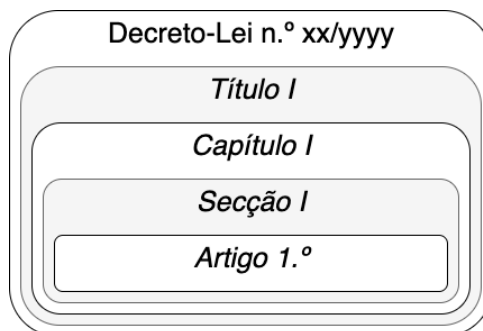 Decreto-Lei n.º xx/yyyy
Título I
Capítulo I
Secção I
Artigo 1.º